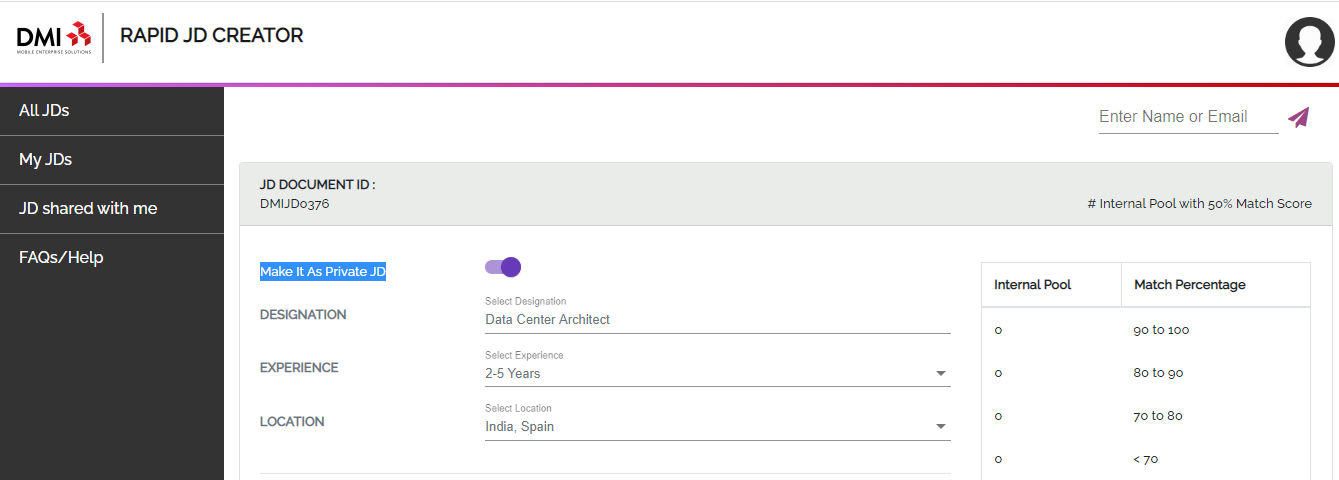 DMI
MOBILE ENTERPRISE SOLUTIONS
RAPID JD CREATOR
All JDs
My JDs
JD shared with me
FAQs/Help
Enter Name or Email
JD DOCUMENT ID :
DMIJD0376
# Internal Pool with 50% Match Score
Make It As Private JD
DESIGNATION
Select Designation
Data Center Architect
EXPERIENCE
Select Experience
2-5 Years
LOCATION
Select Location
India, Spain
Internal Pool Match Percentage
0 90 to 100
0 80 to 90
0 70 to 80
0 < 70